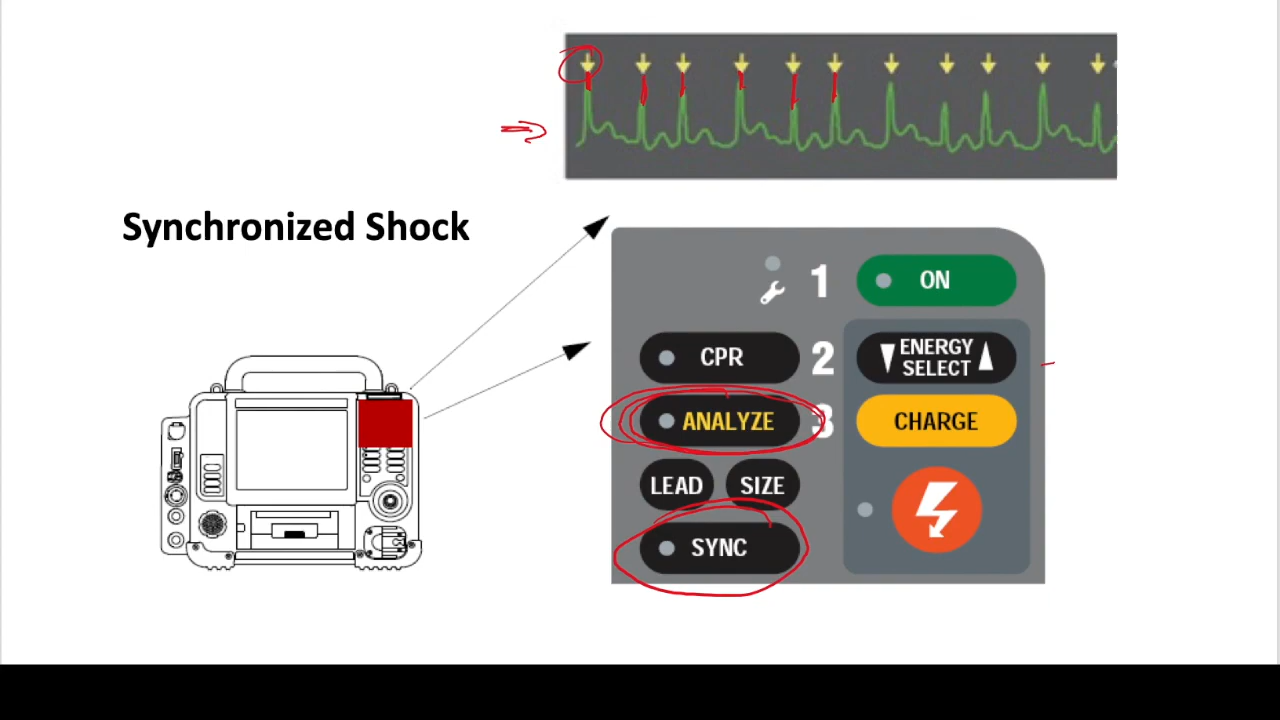 Synchronized Shock
1 ON
CPR 2 ENERGY
SELECT
ANALYZE 3 CHARGE
LEAD SIZE
SYNC